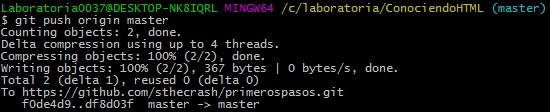 Laboratoria0037@DESKTOP-NK8IQRL MINGW64 /c/laboratoria/ConociendoHTML (master)
$ git push origin master
Counting objects: 2, done.
Delta compression using up to 4 threads.
Compressing objects: 100% (2/2), done.
Writing objects: 100% (2/2), 367 bytes | 0 bytes/s, done.
Total 2 (delta 1), reused 0 (delta 0)
To https://github.com/sthecrash/primerospasos.git
   f0de4d9..df8d03f  master -> master